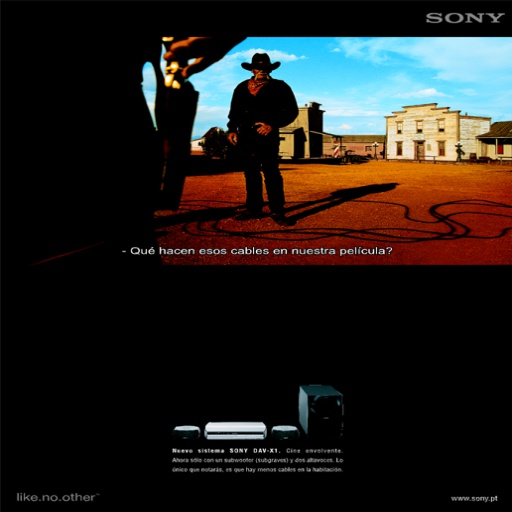 SONY
- Qué hacen esos cables en nuestra película?
Nuevo sistema SONY DAV-X1. Cine envolvente.
Ahora sólo con un subwoofer (subgraves) y dos altavoces. Lo
único que notarás, es que hay menos cables en la habitación.
like.no.other™
www.sony.pt